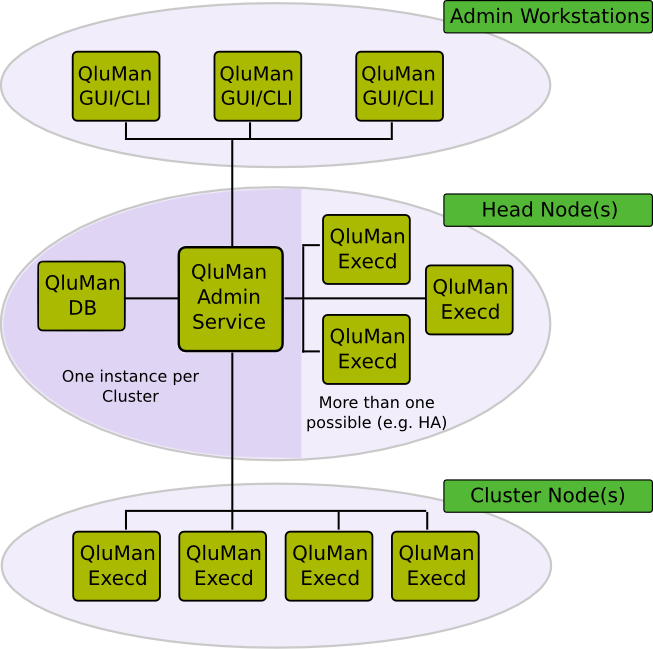 Admin Workstations
QluMan
GUI/CLI
QluMan
GUI/CLI
QluMan
GUI/CLI
Head Node(s)
QluMan
DB
QluMan
Admin
Service
QluMan
Execd
QluMan
Execd
QluMan
Execd
One instance per
Cluster
More than one
possible (e.g. HA)
Cluster Node(s)
QluMan
Execd
QluMan
Execd
QluMan
Execd
QluMan
Execd